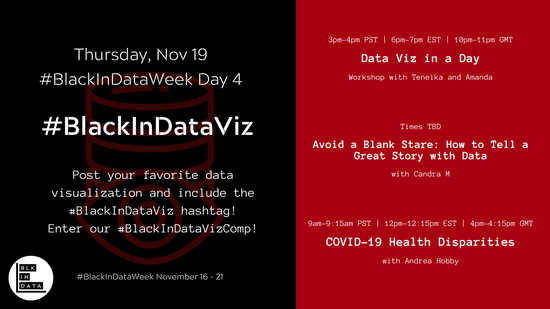 Thursday, Nov 19
#BlackInDataWeek Day 4
#BlackInDataViz
Post your favorite data
visualization and include the
#BlackInDataViz hashtag!
Enter our #BlackInDataVizComp!
BLK
IN
DATA
#BlackInDataWeek November 16 - 21
3pm-4pm PST | 6pm-7pm EST | 10pm-11pm GMT
Data Viz in a Day
Workshop with Teneika and Amanda
Times TBD
Avoid a Blank Stare: How to Tell a
Great Story with Data
with Candra M
9am-9:15am PST | 12pm-12:15pm EST | 4pm-4:15pm GMT
COVID-19 Health Disparities
with Andrea Hobby